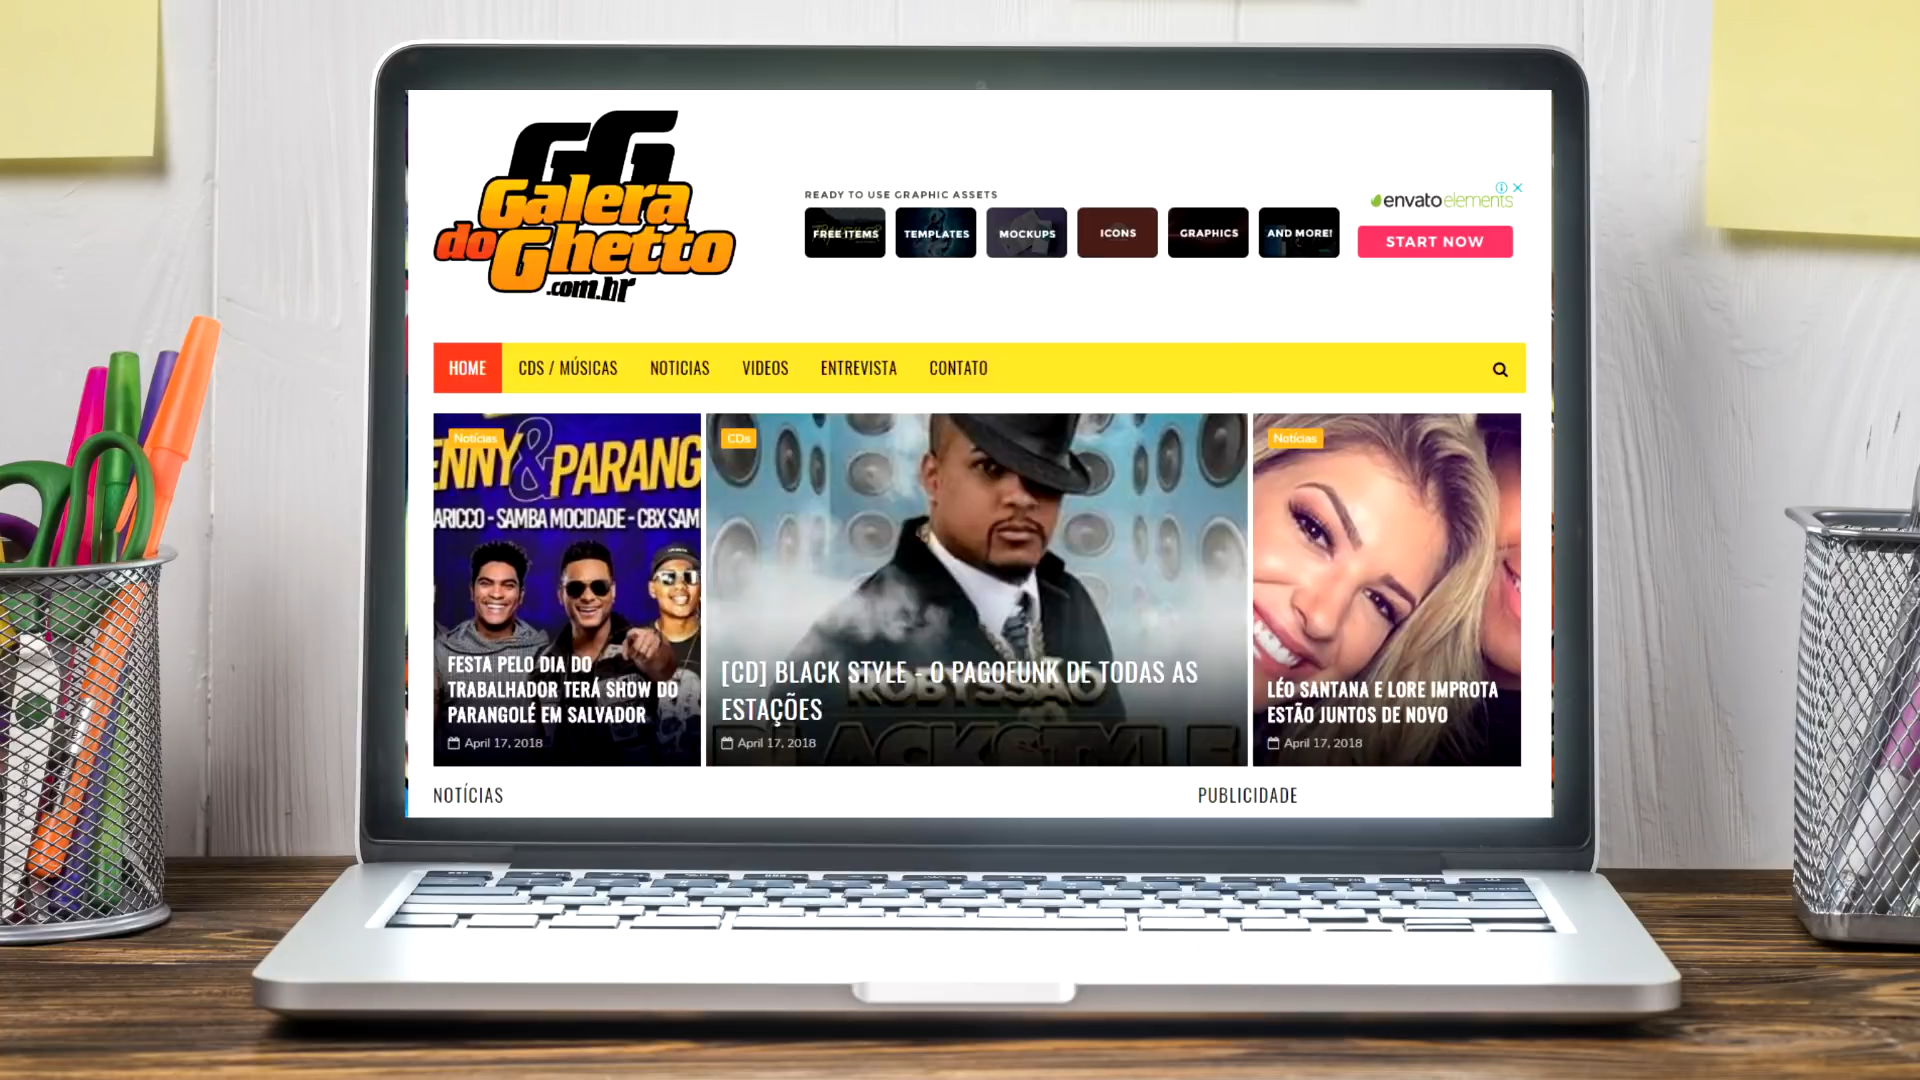 GG
Galera
do Ghetto
.com.br
READY TO USE GRAPHIC ASSETS
FREE ITEMS
TEMPLATES
MOCKUPS
ICONS
GRAPHICS
AND MORE!
envato elements
START NOW
HOME
CDS / MÚSICAS
NOTICIAS
VIDEOS
ENTREVISTA
CONTATO
Notícias
ENNY & PARANG
ARICCO - SAMBA MOCIDADE - CBX SAM
FESTA PELO DIA DO
TRABALHADOR TERÁ SHOW DO
PARANGOLÉ EM SALVADOR
April 17, 2018
CDs
ROBYSSÃO
[CD] BLACK STYLE - O PAGOFUNK DE TODAS AS
ESTAÇÕES
BLACKSTYLE
April 17, 2018
Notícias
LÉO SANTANA E LORE IMPROTA
ESTÃO JUNTOS DE NOVO
April 17, 2018
NOTÍCIAS
PUBLICIDADE